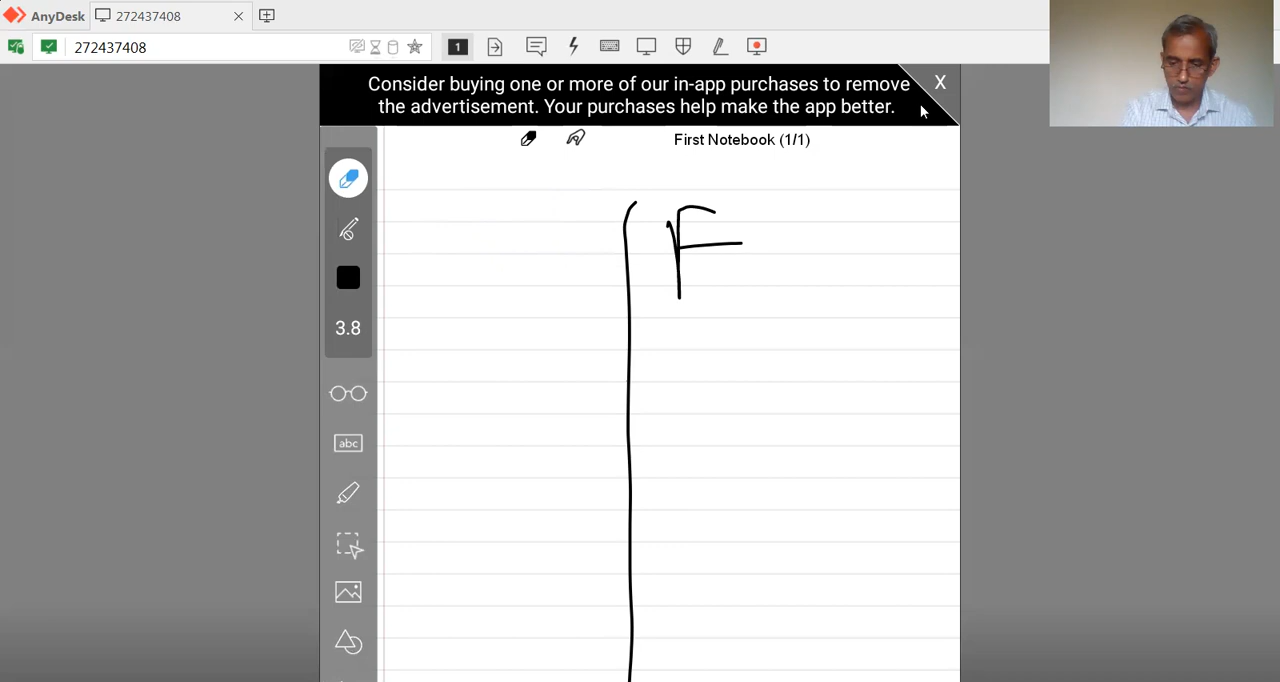 AnyDesk
272437408
272437408
1
Consider buying one or more of our in-app purchases to remove
the advertisement. Your purchases help make the app better.
X
First Notebook (1/1)
F
3.8
abc